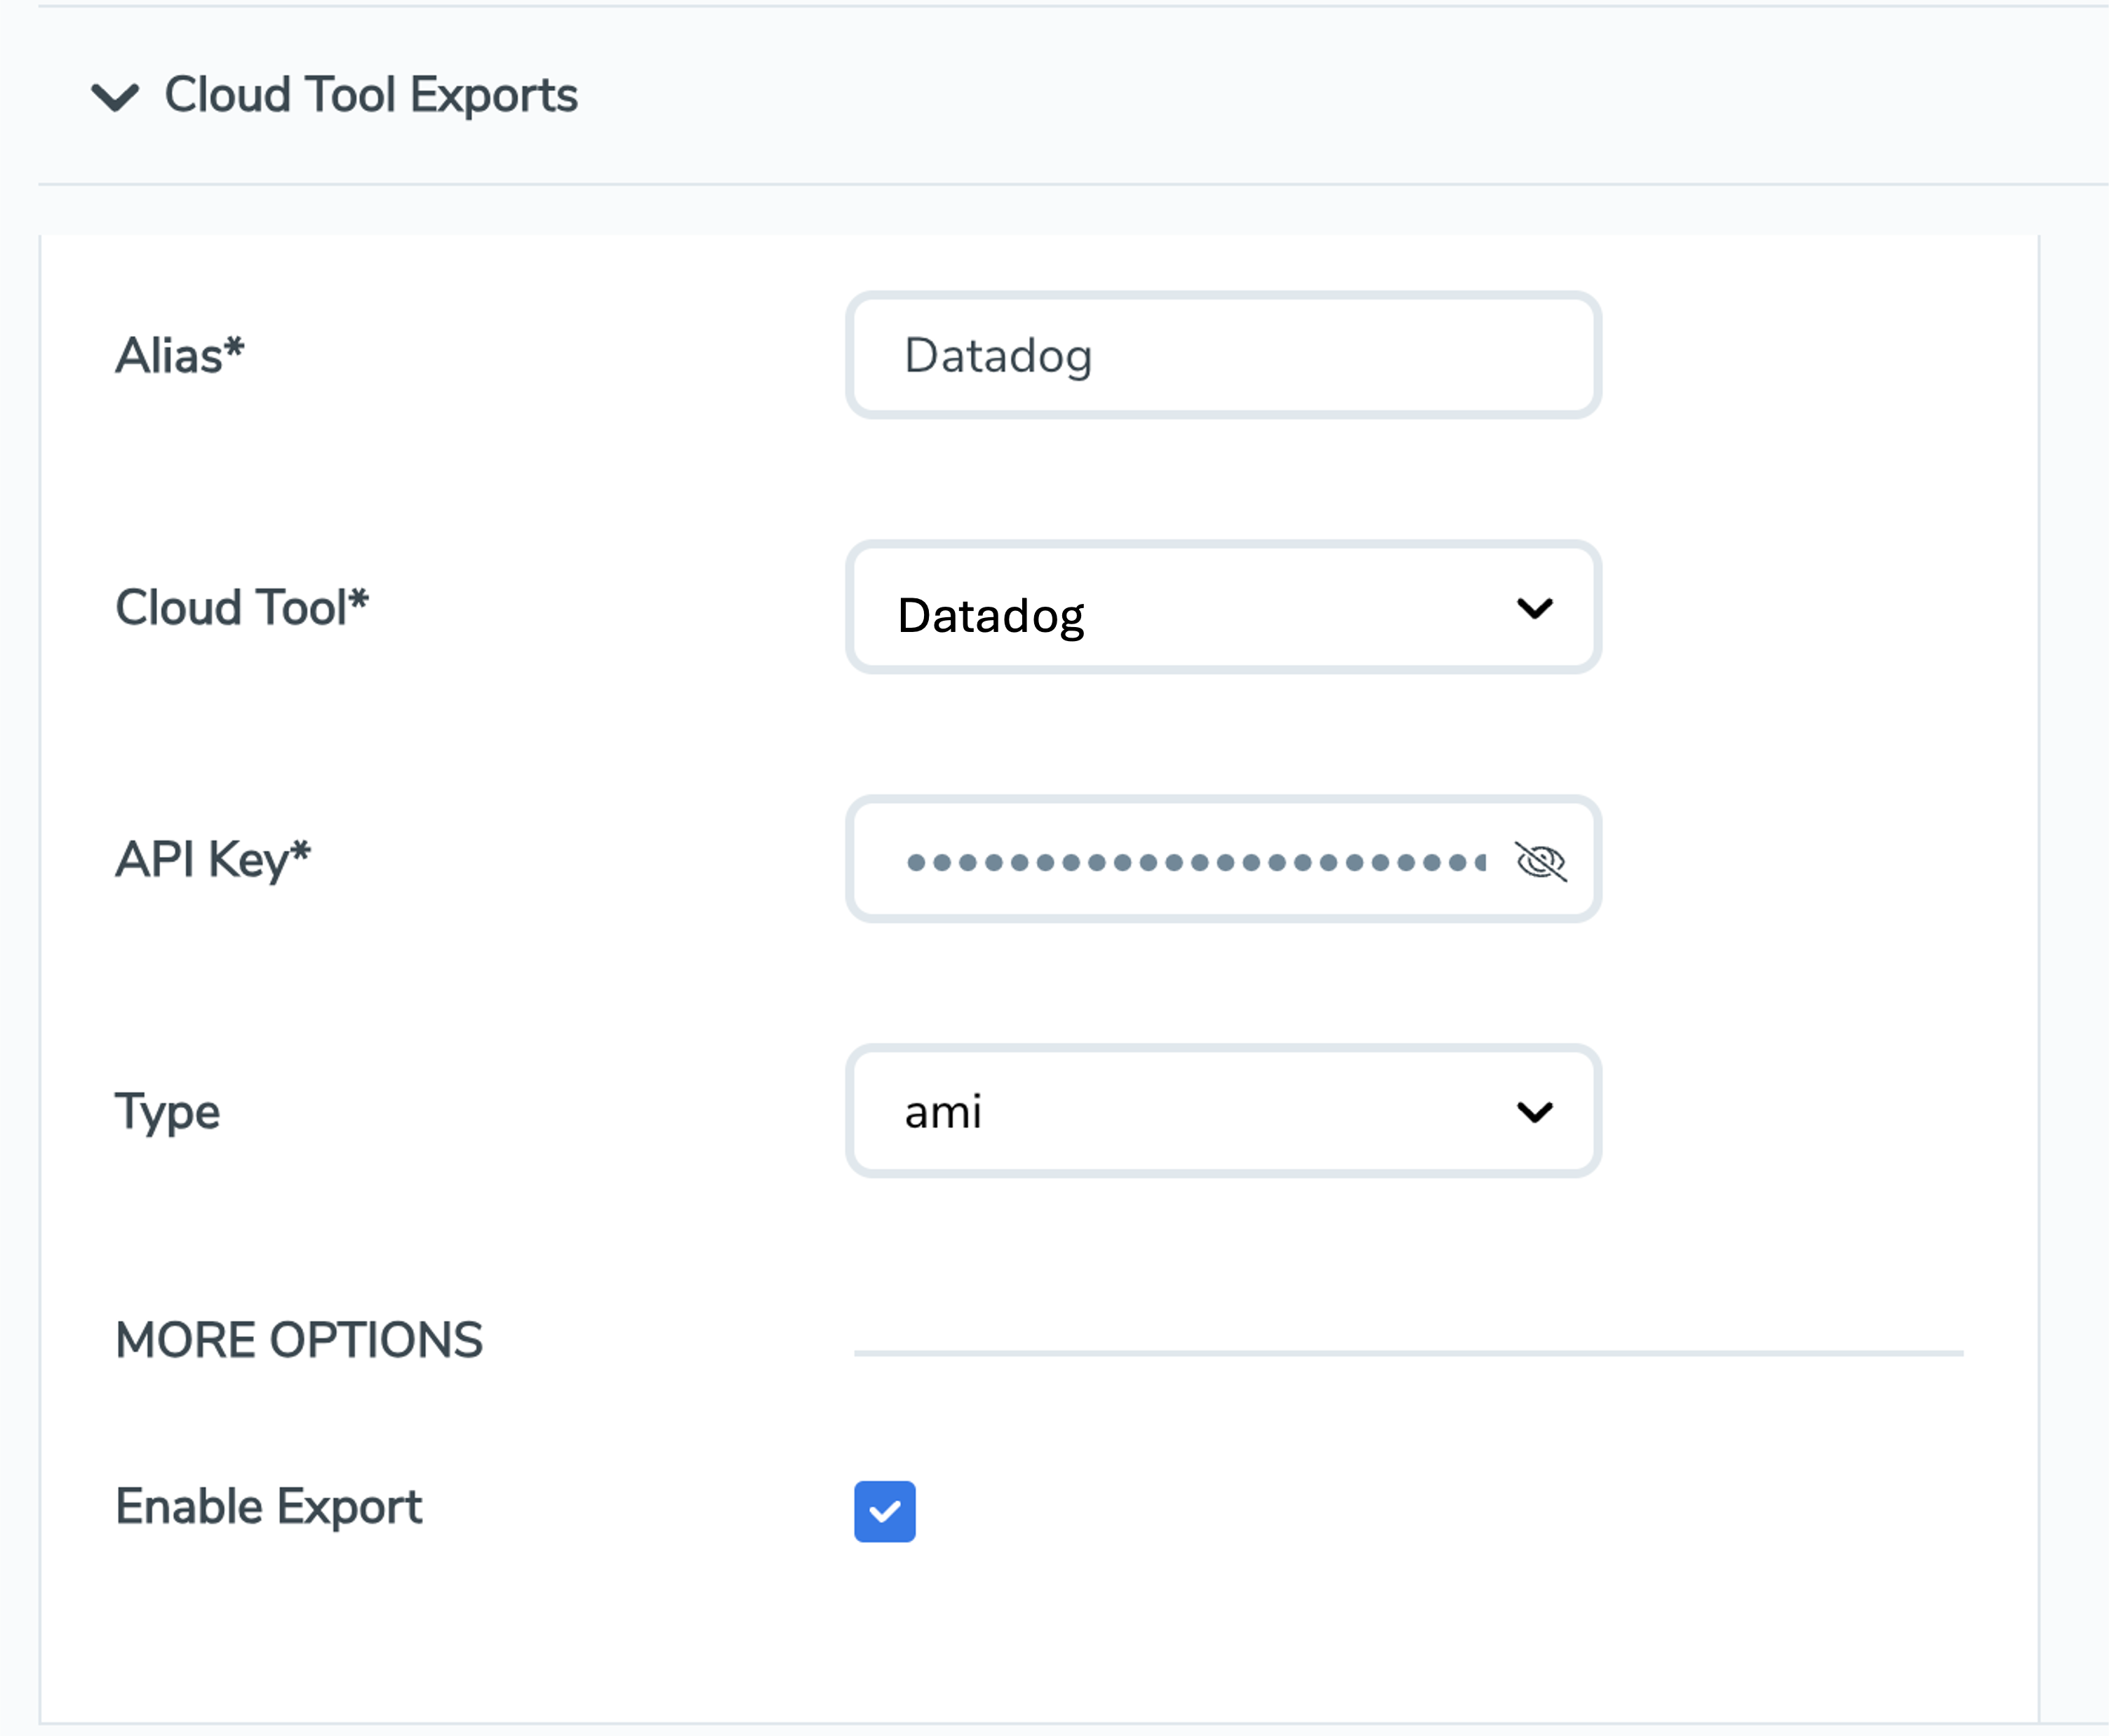 Cloud Tool Exports
Alias*
Datadog
Cloud Tool*
Datadog
API Key*
Type
ami
MORE OPTIONS
Enable Export